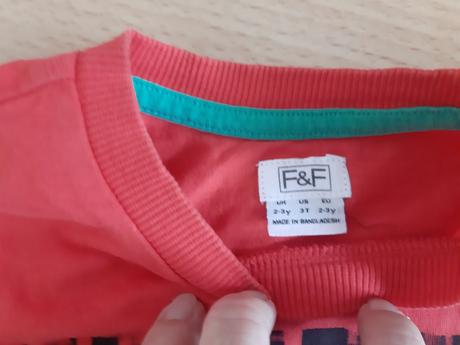 F&F
UK US EU
2-3y 3T 2-3y
MADE IN BANGLADESH